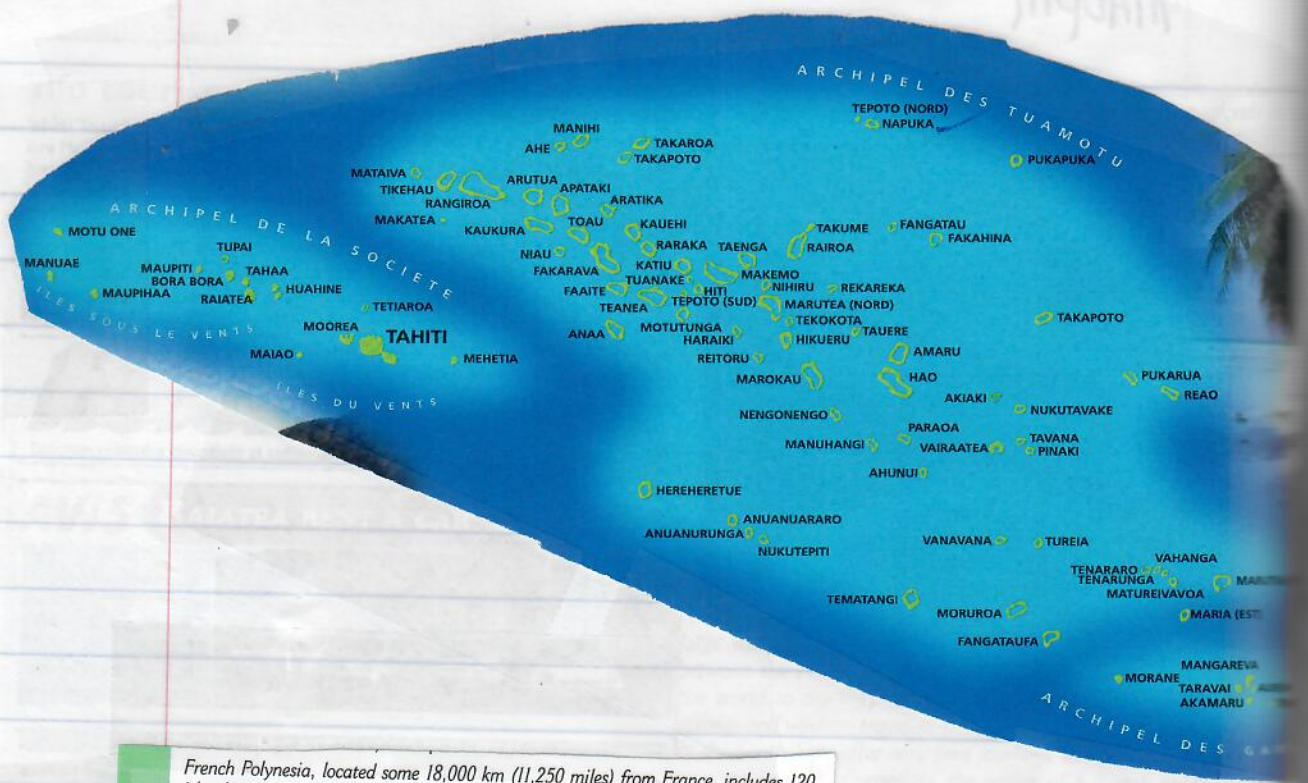 ARCHIPEL DES TUAMOTU
TEPOTO (NORD)
NAPUKA
PUKAPUKA
MANIHI
AHE
TAKAROA
TAKAPOTO
MATAIVA
TIKEHAU
RANGIROA
ARUTUA
APATAKI
ARATIKA
MAKATEA
KAUKURA
TOAU
KAUEHI
NIAU
RARAKA
TAENGA
TAKUME
RAIROA
FANGATAU
FAKAHINA
FAKARAVA
KATIU
TUANAKE
MAKEMO
FAAITE
HITI
NIHIRU
REKAREKA
TEANEA
TEPOTO (SUD)
MARUTEA (NORD)
TEKOKOTA
ANAA
MOTUTUNGA
HARAIKI
HIKUERU
TAUERE
TAKAPOTO
REITORU
AMARU
MAROKAU
HAO
PUKARUA
REAO
AKIAKI
NUKUTAVAKE
NENGONENGO
PARAOA
MANUHANGI
VAIRAATEA
TAVANA
PINAKI
AHUNUI
HEREHERETUE
ANUANUARARO
ANUANURUNGA
NUKUTEPITI
VANAVANA
TUREIA
VAHANGA
TENARARO
TENARUNGA
MATUREIVAVOA
TEMATANGI
MORUROA
MARIA (EST)
FANGATAUFA
MANGAREVA
MORANE
TARAVAI
AKAMARU
ARCHIPEL DES
ARCHIPEL DE LA SOCIETE
MOTU ONE
TUPAI
MANUAE
MAUPITI
BORA BORA
TAHAA
MAUPIHAA
RAIATEA
HUAHINE
ILES SOUS LE VENTS
TETIAROA
MOOREA
TAHITI
MAIAO
MEHETIA
ILES DU VENTS
French Polynesia, located some 18,000 km (11,250 miles) from France, includes 120